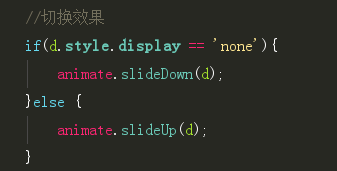 //切换效果
if(d.style.display == 'none'){
    animate.slideDown(d);
}else {
    animate.slideUp(d);
}